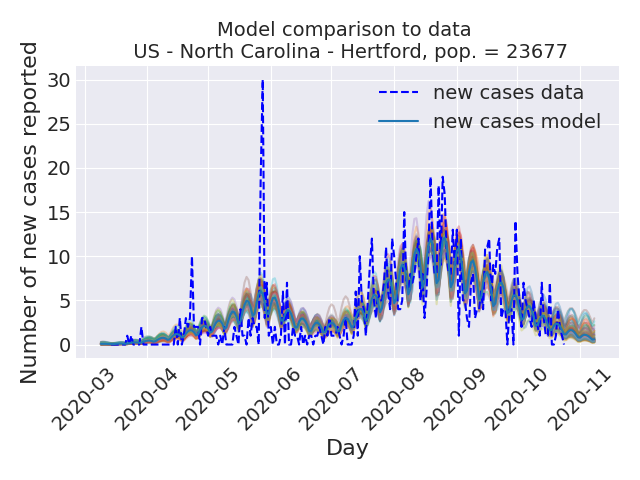 Model comparison to data
US - North Carolina - Hertford, pop. = 23677
Number of new cases reported
30
25
20
15
10
5
0
new cases data
new cases model
2020-03
2020-04
2020-05
2020-06
2020-07
2020-08
2020-09
2020-10
2020-11
Day